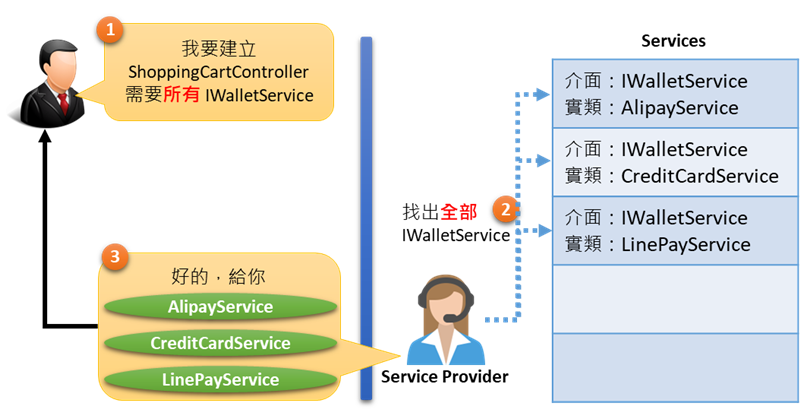 1
我要建立
ShoppingCartController
需要所有 IWalletService
Services
介面：IWalletService
實類：AlipayService
介面：IWalletService
實類：CreditCardService
介面：IWalletService
實類：LinePayService
找出全部
2
IWalletService
3
好的，給你
AlipayService
CreditCardService
LinePayService
Service Provider